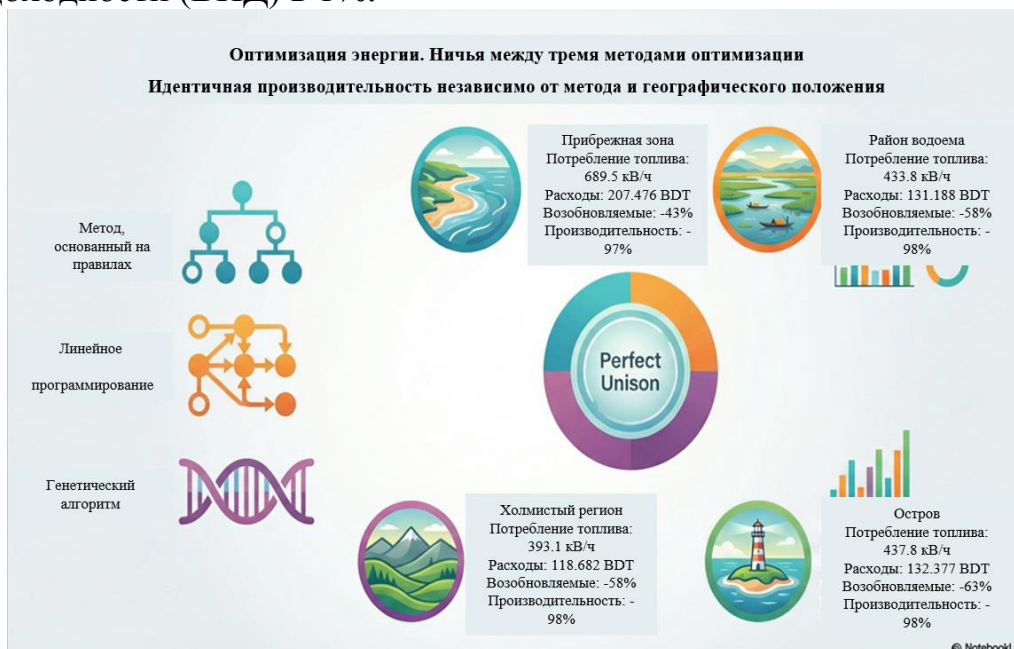 доходности (ВНД) в 1%.
Оптимизация энергии. Ничья между тремя методами оптимизации
Идентичная производительность независимо от метода и географического положения
Метод,
основанный на
правилах
Линейное
программирование
Генетический
алгоритм
Прибрежная зона
Потребление топлива:
689.5 кВ/ч
Расходы: 207.476 BDT
Возобновляемые: -43%
Производительность: -
97%
Район водоема
Потребление топлива:
433.8 кВ/ч
Расходы: 131.188 BDT
Возобновляемые: -58%
Производительность: -
98%
Perfect
Unison
Холмистый регион
Потребление топлива:
393.1 кВ/ч
Расходы: 118.682 BDT
Возобновляемые: -58%
Производительность: -
98%
Остров
Потребление топлива:
437.8 кВ/ч
Расходы: 132.377 BDT
Возобновляемые: -63%
Производительность: -
98%